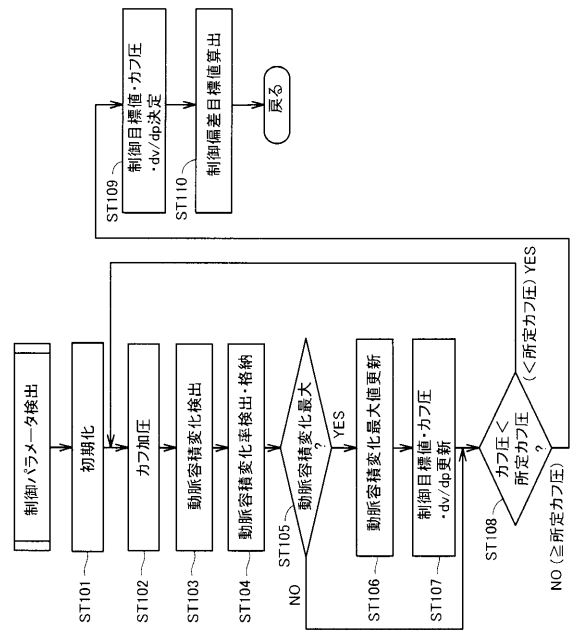 制御パラメータ検出
ST101
初期化
ST102
カフ加圧
ST103
動脈容積変化検出
ST104
動脈容積変化率検出・格納
ST105
動脈容積変化最大
?
NO
YES
ST106
動脈容積変化最大値更新
ST107
制御目標値・カフ圧
・dv/dp更新
ST108
カフ圧<
所定カフ圧
?
(<所定カフ圧) YES
NO (≧所定カフ圧)
ST109
制御目標値・カフ圧
・dv/dp決定
ST110
制御偏差目標値算出
戻る